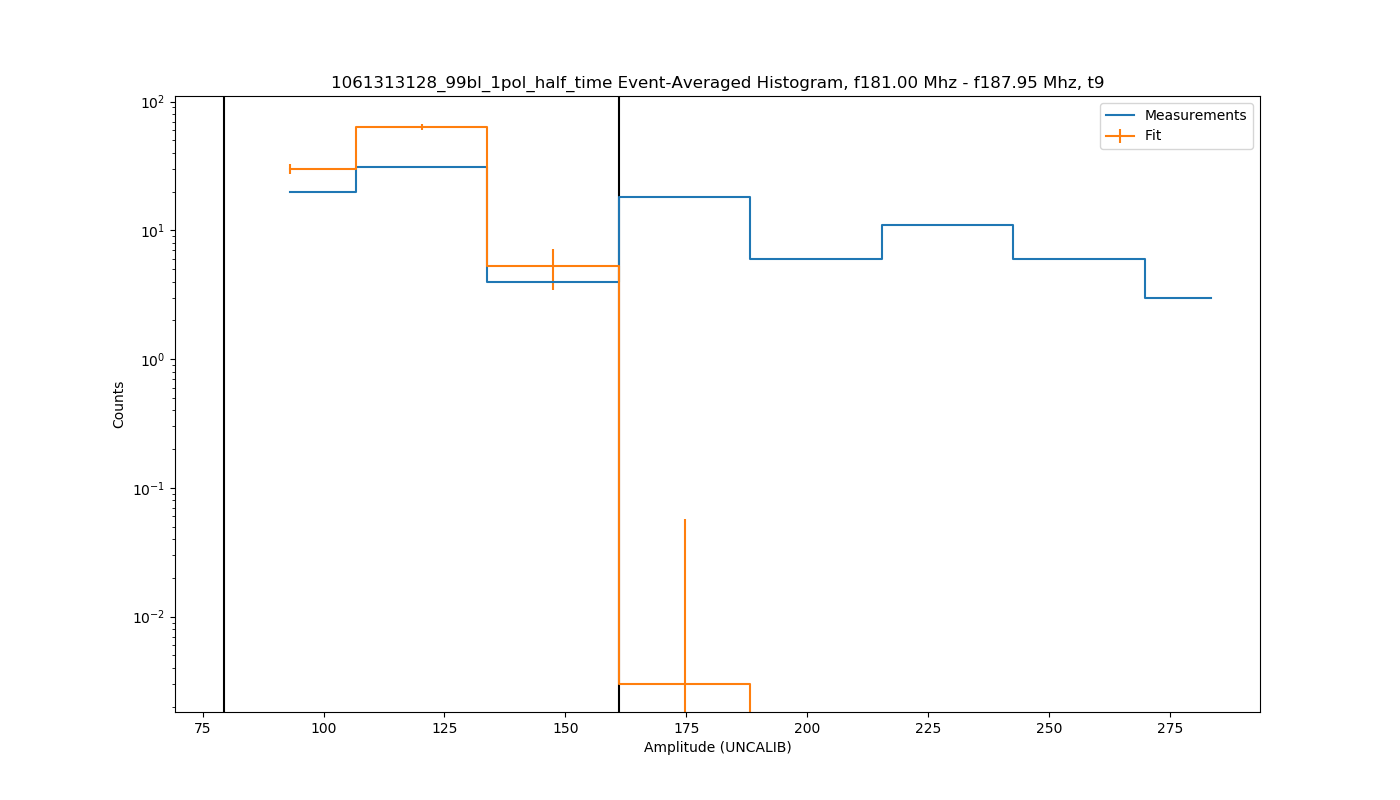 1061313128_99bl_1pol_half_time Event-Averaged Histogram, f181.00 Mhz - f187.95 Mhz, t9
Measurements
Fit
10²
10¹
10⁰
10⁻¹
10⁻²
Counts
75 100 125 150 175 200 225 250 275
Amplitude (UNCALIB)